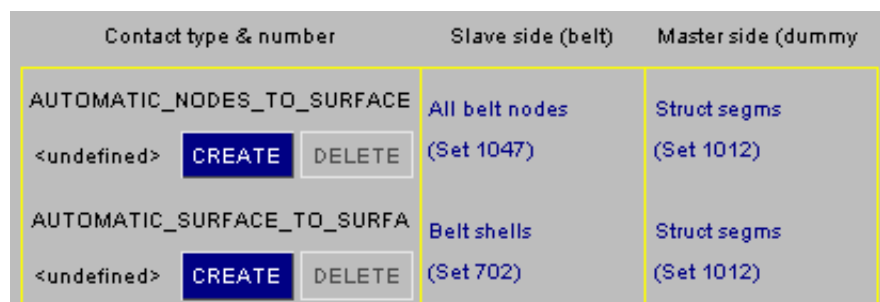 Contact type & number Slave side (belt) Master side (dummy
AUTOMATIC_NODES_TO_SURFACE All belt nodes Struct segms
<undefined> CREATE DELETE (Set 1047) (Set 1012)
AUTOMATIC_SURFACE_TO_SURFA Belt shells Struct segms
<undefined> CREATE DELETE (Set 702) (Set 1012)